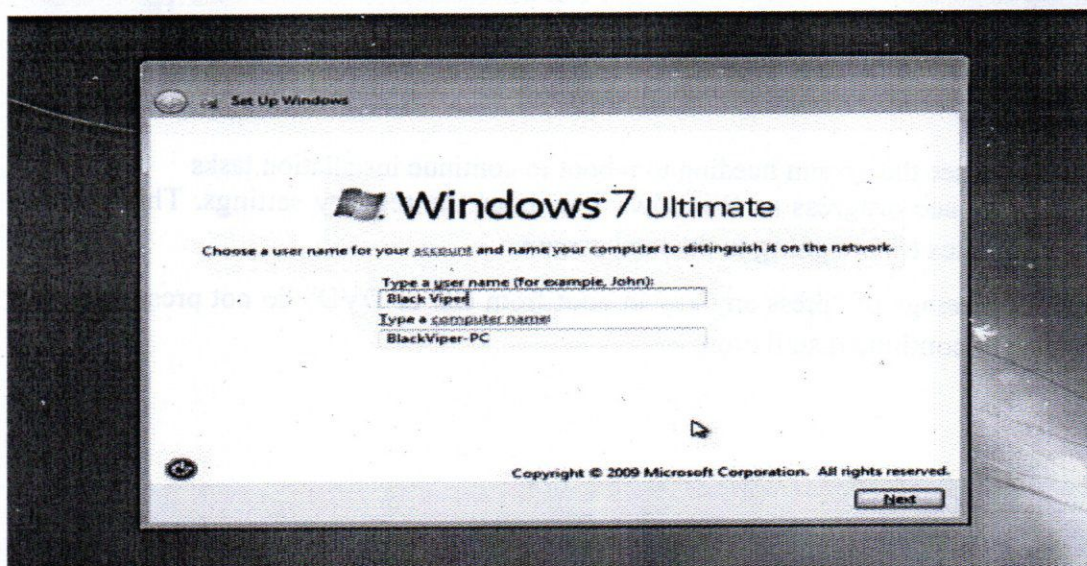 Set Up Windows
Windows 7 Ultimate
Choose a user name for your account and name your computer to distinguish it on the network.
Type a user name (for example, John):
Black Viper
Type a computer name:
BlackViper-PC
Copyright © 2009 Microsoft Corporation. All rights reserved.
Next